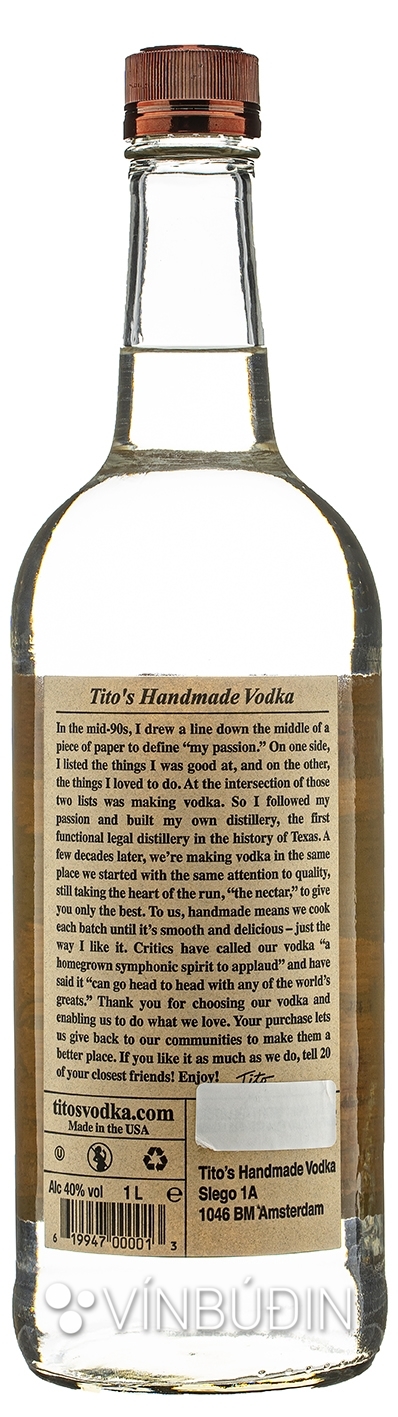 Tito's Handmade Vodka
In the mid-90s, I drew a line down the middle of a
piece of paper to define “my passion.” On one side,
I listed the things I was good at, and on the other,
the things I loved to do. At the intersection of those
two lists was making vodka. So I followed my
passion and built my own distillery, the first
functional legal distillery in the history of Texas. A
few decades later, we’re making vodka in the same
place we started with the same attention to quality,
still taking the heart of the run, “the nectar,” to give
you only the best. To us, handmade means we cook
each batch until it’s smooth and delicious – just the
way I like it. Critics have called our vodka “a
homegrown symphonic spirit to applaud” and have
said it “can go head to head with any of the world’s
greats.” Thank you for choosing our vodka and
enabling us to do what we love. Your purchase lets
us give back to our communities to make them a
better place. If you like it as much as we do, tell 20
of your closest friends! Enjoy! Tito
titosvodka.com
Made in the USA
U
Alc 40% vol 1 L e
6 19947 00001 3
Tito's Handmade Vodka
Slego 1A
1046 BM Amsterdam
VÍNBÚÐIN